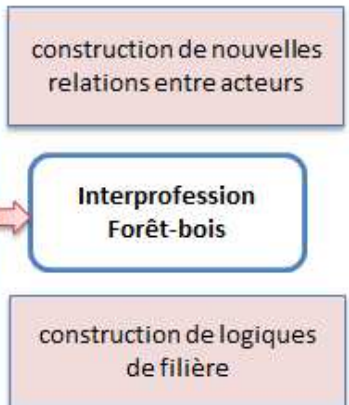 construction de nouvelles
relations entre acteurs
Interprofession
Forêt-bois
construction de logiques
de filière